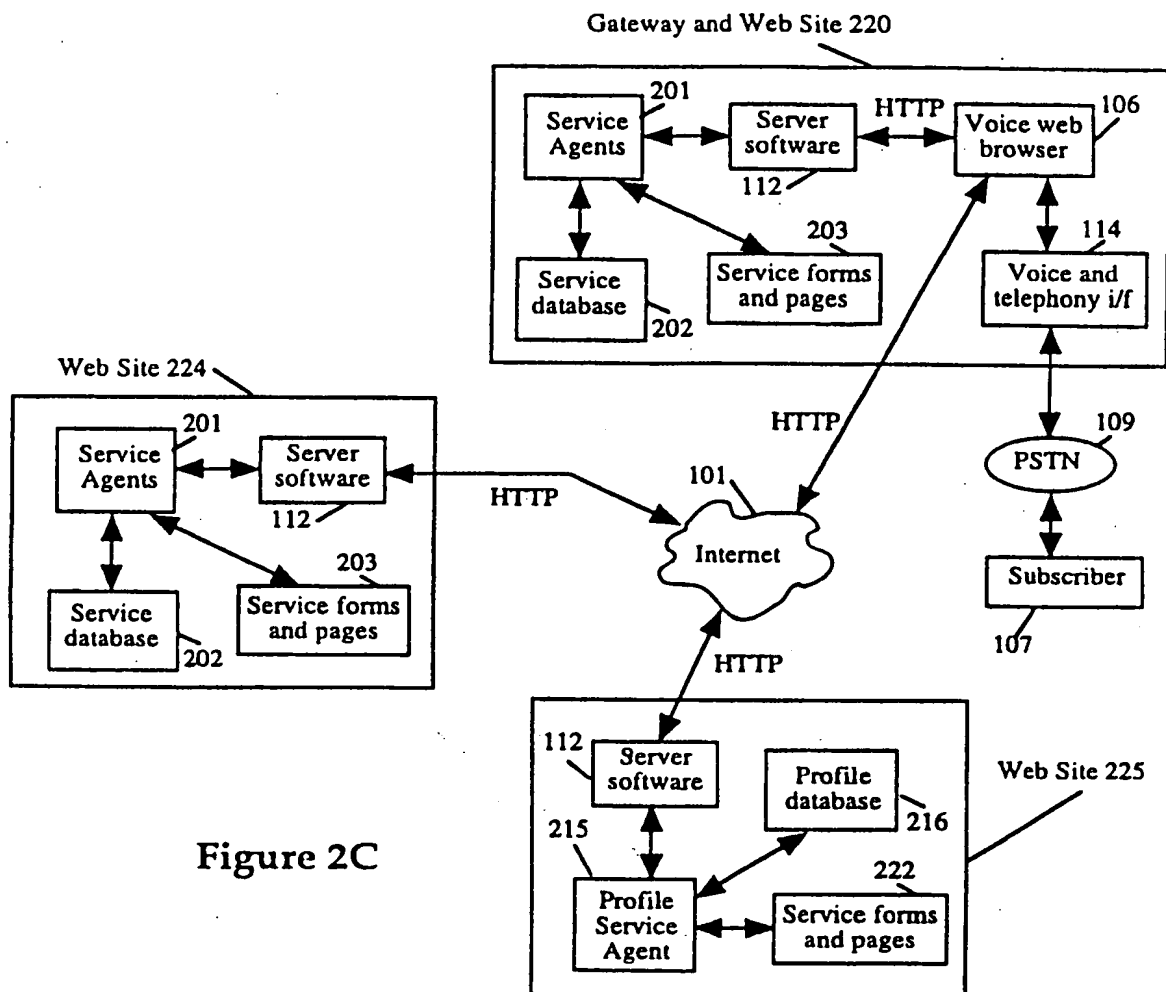 Gateway and Web Site 220
201
Service
Agents
Server
software
112
HTTP
Voice web
browser
106
203
114
Service
database
202
Service forms
and pages
Voice and
telephony i/f
Web Site 224
201
Service
Agents
Server
software
112
HTTP
203
Service
database
202
Service forms
and pages
HTTP
101
Internet
109
PSTN
Subscriber
107
HTTP
112
Server
software
Profile
database
216
Web Site 225
215
Profile
Service
Agent
222
Service forms
and pages
Figure 2C